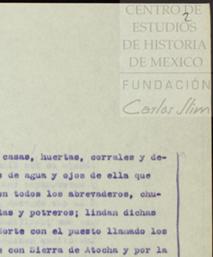 CENTRO DE
ESTUDIOS
DE HISTORIA
DE MEXICO
FUNDACIÓN
Carlos Slim
2
casas, huertas, corrales y de-
de agua y ojos de ella que
n todos los abrevaderos, chu-
as y potreros; lindan dichas
orte con el puesto llamado los
con Sierra de Atocha y por la